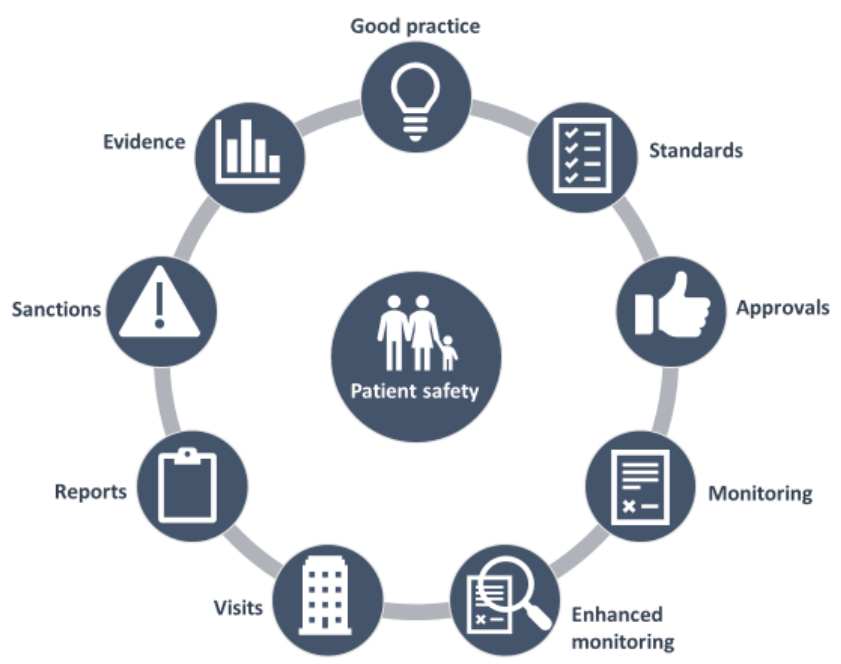 Good practice
Evidence
Standards
Sanctions
Approvals
Patient safety
Reports
Monitoring
Visits
Enhanced
monitoring